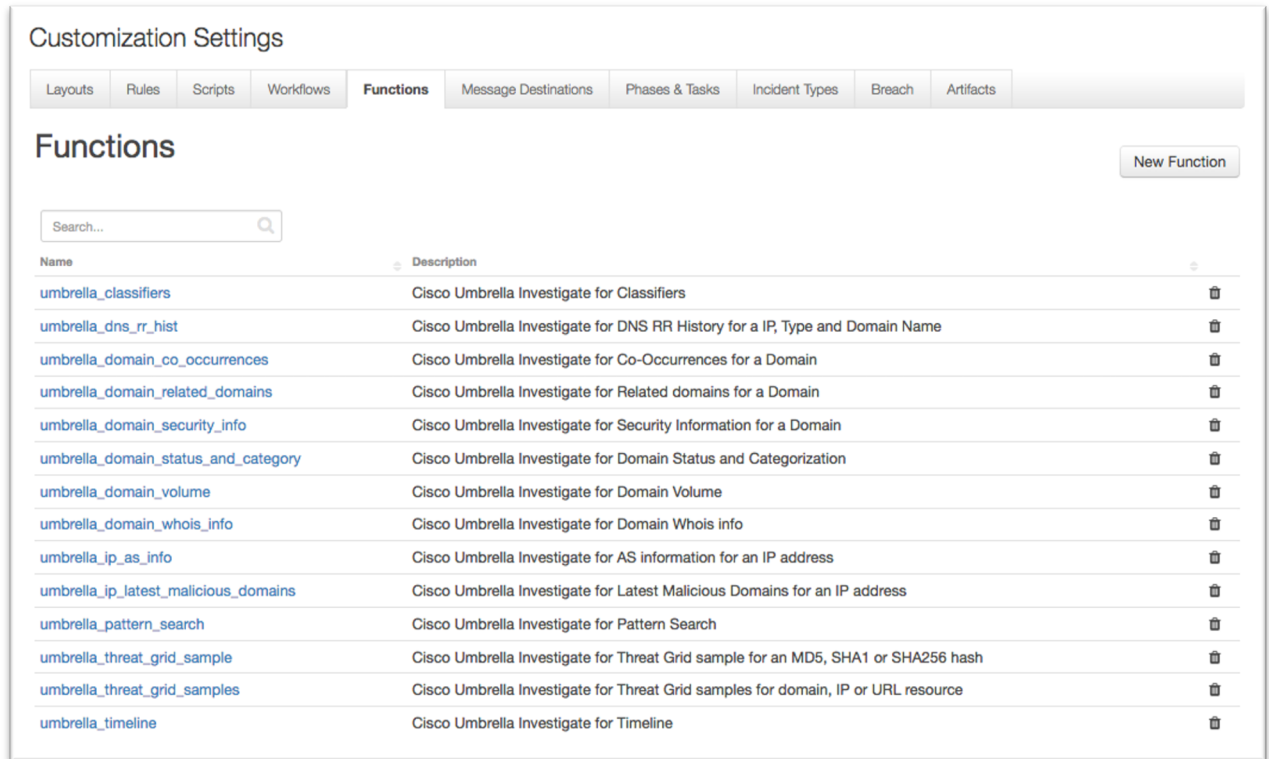 Customization Settings
Layouts Rules Scripts Workflows Functions Message Destinations Phases & Tasks Incident Types Breach Artifacts
Functions
New Function
Search...
Name Description
umbrella_classifiers Cisco Umbrella Investigate for Classifiers
umbrella_dns_rr_hist Cisco Umbrella Investigate for DNS RR History for a IP, Type and Domain Name
umbrella_domain_co_occurrences Cisco Umbrella Investigate for Co-Occurrences for a Domain
umbrella_domain_related_domains Cisco Umbrella Investigate for Related domains for a Domain
umbrella_domain_security_info Cisco Umbrella Investigate for Security Information for a Domain
umbrella_domain_status_and_category Cisco Umbrella Investigate for Domain Status and Categorization
umbrella_domain_volume Cisco Umbrella Investigate for Domain Volume
umbrella_domain_whois_info Cisco Umbrella Investigate for Domain Whois info
umbrella_ip_as_info Cisco Umbrella Investigate for AS information for an IP address
umbrella_ip_latest_malicious_domains Cisco Umbrella Investigate for Latest Malicious Domains for an IP address
umbrella_pattern_search Cisco Umbrella Investigate for Pattern Search
umbrella_threat_grid_sample Cisco Umbrella Investigate for Threat Grid sample for an MD5, SHA1 or SHA256 hash
umbrella_threat_grid_samples Cisco Umbrella Investigate for Threat Grid samples for domain, IP or URL resource
umbrella_timeline Cisco Umbrella Investigate for Timeline